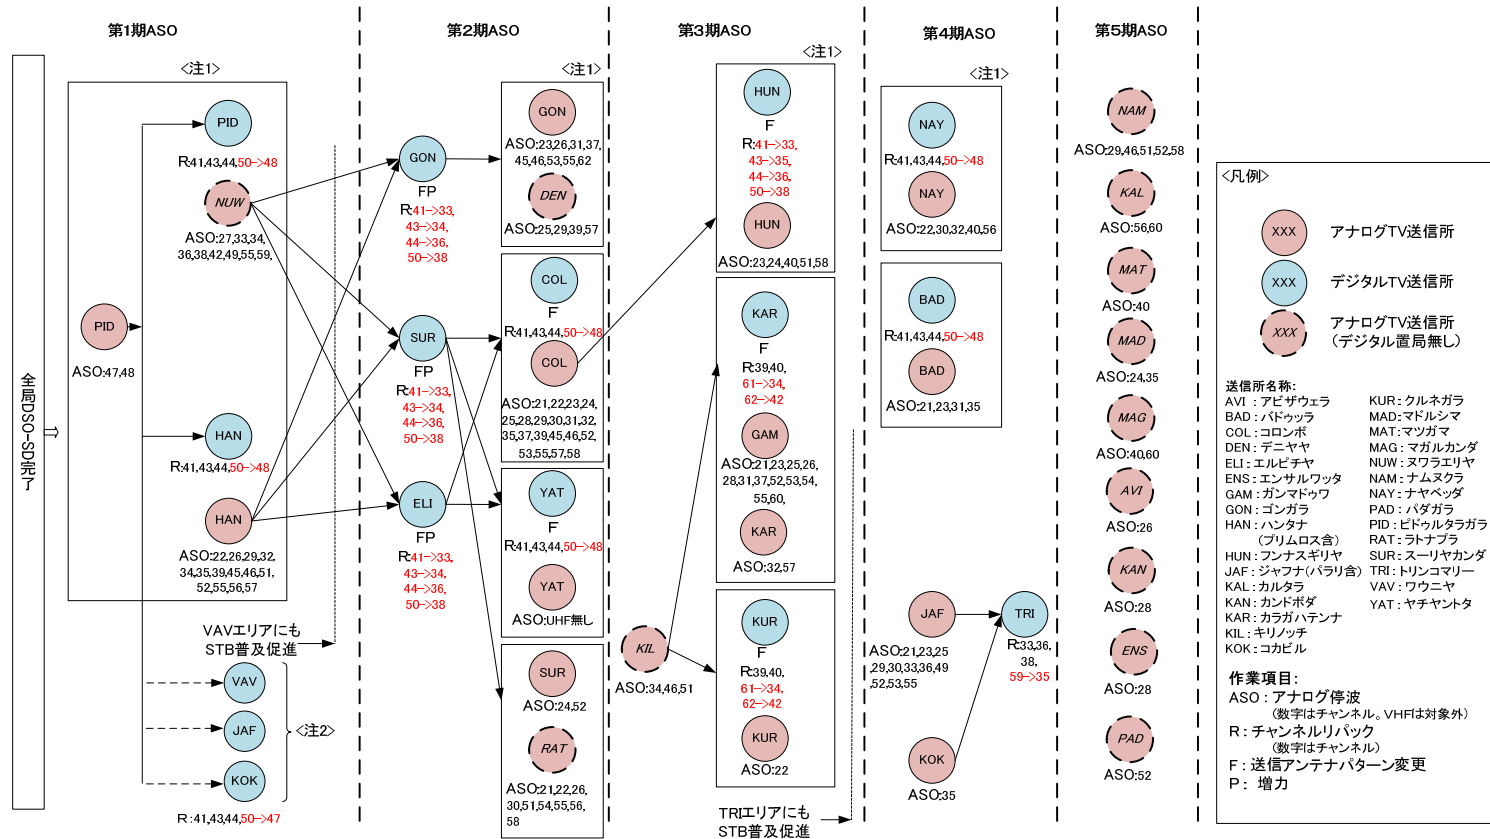 第1期ASO
第2期ASO
第3期ASO
第4期ASO
第5期ASO
全局DSO-SD完了
<注1>
PID
R:41,43,44,50->48
NUW
ASO:27,33,34,
36,38,42,49,55,59,
PID
ASO:47,48
HAN
R:41,43,44,50->48
HAN
ASO:22,26,29,32,
34,35,39,45,46,51,
52,55,56,57
VAVエリアにも
STB普及促進
VAV
JAF
<注2>
KOK
R:41,43,44,50->47
GON
FP
R:41->33,
43->34,
44->36,
50->38
SUR
FP
R:41->33,
43->34,
44->36,
50->38
ELI
FP
R:41->33,
43->34,
44->36,
50->38
<注1>
GON
ASO:23,26,31,37,
45,46,53,55,62
DEN
ASO:25,29,39,57
COL
F
R:41,43,44,50->48
COL
ASO:21,22,23,24,
25,28,29,30,31,32,
35,37,39,45,46,52,
53,55,57,58
YAT
F
R:41,43,44,50->48
YAT
ASO:UHF無し
SUR
ASO:24,52
RAT
ASO:21,22,26,
30,51,54,55,56,
58
<注1>
HUN
F
R:41->33,
43->35,
44->36,
50->38
HUN
ASO:23,24,40,51,58
KAR
F
R:39,40,
61->34,
62->42
GAM
ASO:21,23,25,26,
28,31,37,52,53,54,
55,60,
KAR
ASO:32,57
KIL
ASO:34,46,51
KUR
F
R:39,40,
61->34,
62->42
KUR
ASO:22
TRIエリアにも
STB普及促進
<注1>
NAY
R:41,43,44,50->48
NAY
ASO:22,30,32,40,56
BAD
R:41,43,44,50->48
BAD
ASO:21,23,31,35
JAF
ASO:21,23,25
,29,30,33,36,49
,52,53,55
TRI
R:33,36,
38,
59->35
KOK
ASO:35
NAM
ASO:29,46,51,52,58
KAL
ASO:56,60
MAT
ASO:40
MAD
ASO:24,35
MAG
ASO:40,60
AVI
ASO:26
KAN
ASO:28
ENS
ASO:28
PAD
ASO:52
<凡例>
XXX アナログTV送信所
XXX デジタルTV送信所
XXX アナログTV送信所
(デジタル置局無し)
送信所名称:
AVI : アビザウェラ
BAD : バドゥッラ
COL : コロンボ
DEN : デニヤヤ
ELI : エルピチヤ
ENS : エンサルワッタ
GAM : ガンマドゥワ
GON : ゴンガラ
HAN : ハンタナ
(プリムロス含)
HUN : フンナスギリヤ
JAF : ジャフナ(パラリ含)
KAL : カルタラ
KAN : カンドポダ
KAR : カラガハテンナ
KIL : キリノッチ
KOK : コカビル
KUR : クルネガラ
MAD : マドルシマ
MAT : マツガマ
MAG : マガルカンダ
NUW : ヌワラエリヤ
NAM : ナムヌクラ
NAY : ナヤベッダ
PAD : パダガラ
PID : ピドゥルタラガラ
RAT : ラトナプラ
SUR : スーリヤカンダ
TRI : トリンコマリー
VAV : ワウニヤ
YAT : ヤチヤントタ
作業項目:
ASO : アナログ停波
(数字はチャンネル。VHFは対象外)
R : チャンネルリパック
(数字はチャンネル)
F : 送信アンテナパターン変更
P : 増力